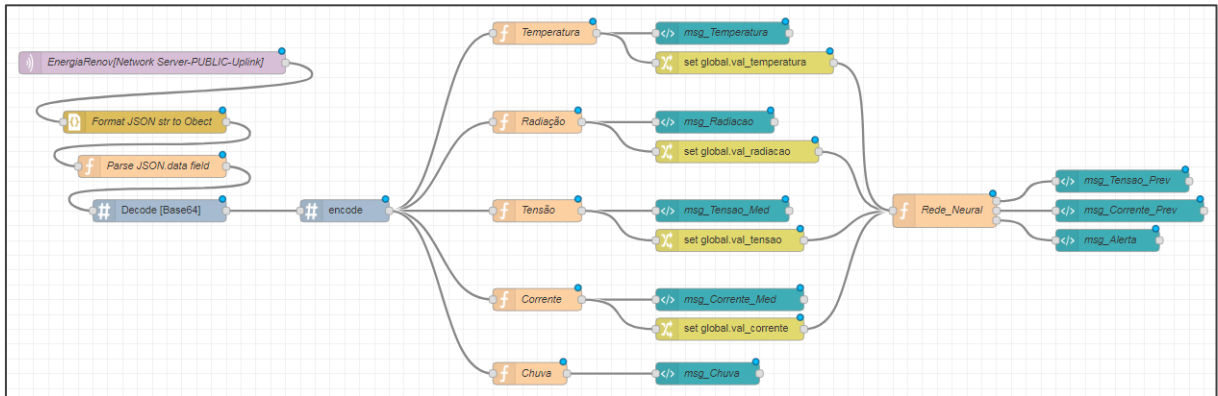 EnergiaRenov[Network Server-PUBLIC-Uplink]
Format JSON str to Obect
Parse JSON.data field
Decode [Base64]
encode
Temperatura
msg_Temperatura
set global.val_temperatura
Radiação
msg_Radiacao
set global.val_radiacao
Tensão
msg_Tensao_Med
set global.val_tensao
Corrente
msg_Corrente_Med
set global.val_corrente
Chuva
msg_Chuva
Rede_Neural
msg_Tensao_Prev
msg_Corrente_Prev
msg_Alerta